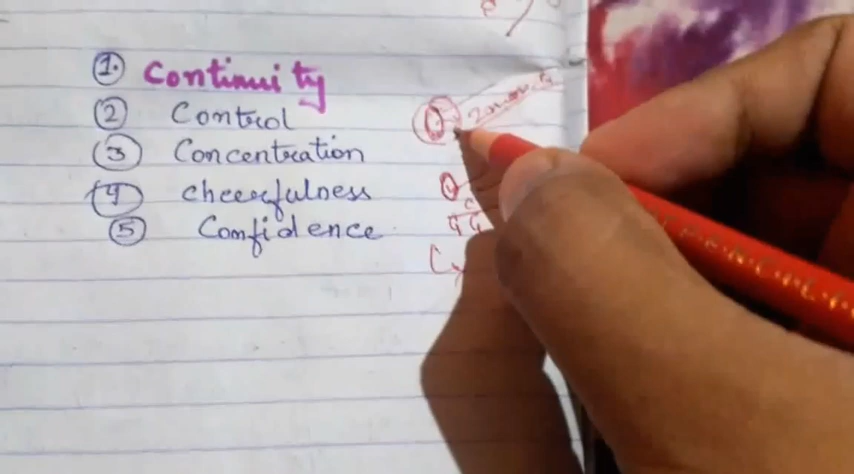 1. Continuity
2 Control
3 Concentration
4 cheerfulness
5 Confidence